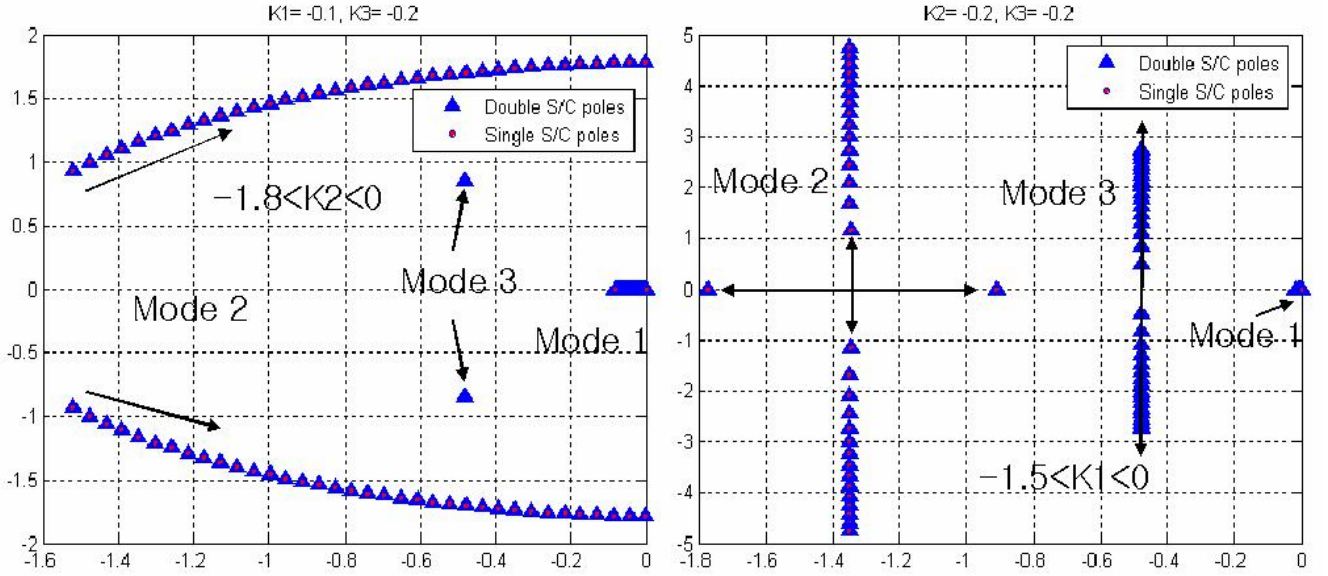 K1= -0.1, K3= -0.2
2
1.5
1
0.5
0
-0.5
-1
-1.5
-2
-1.6
-1.4
-1.2
-1
-0.8
-0.6
-0.4
-0.2
0
Double S/C poles
Single S/C poles
-1.8<K2<0
Mode 3
Mode 2
Mode 1
K2= -0.2, K3= -0.2
5
4
3
2
1
0
-1
-2
-3
-4
-5
-1.8
-1.6
-1.4
-1.2
-1
-0.8
-0.6
-0.4
-0.2
0
Double S/C poles
Single S/C poles
Mode 2
Mode 3
Mode 1
-1.5<K1<0